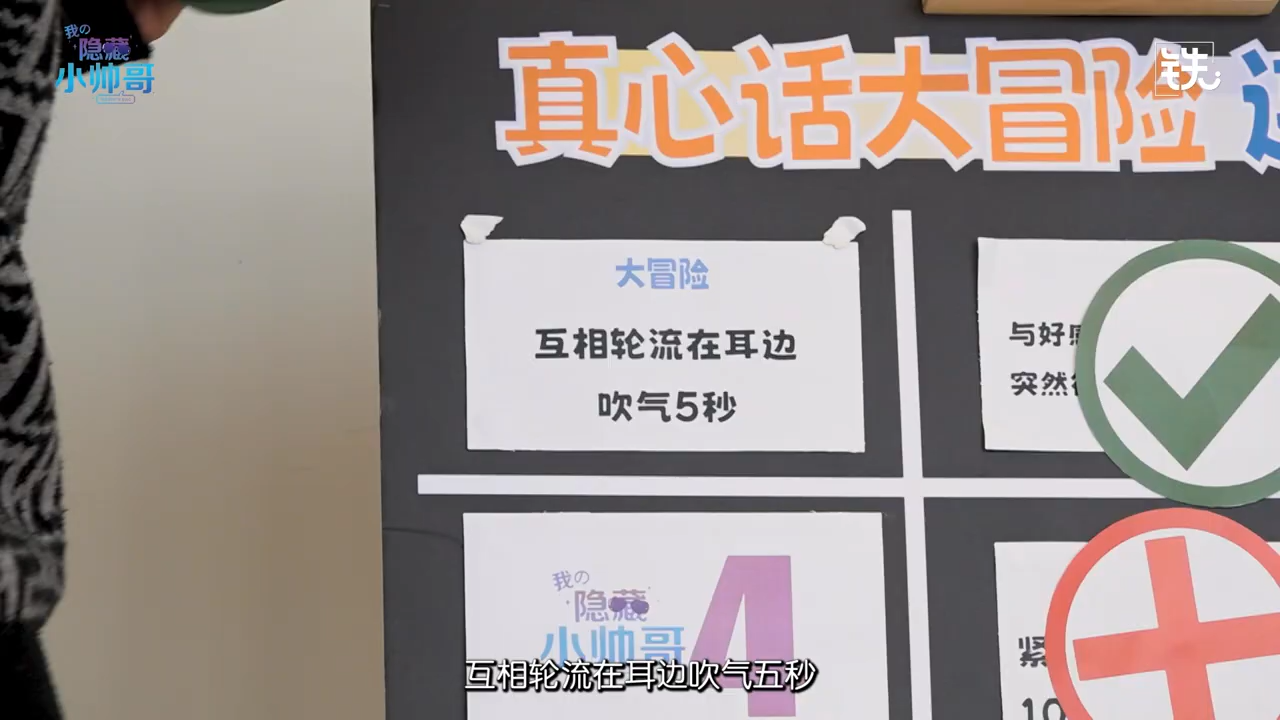 我の
隐藏
小帅哥
铁
真心话大冒险
大冒险
互相轮流在耳边
吹气5秒
与好感
突然
我の
隐藏
小帅哥
4
紧
10
互相轮流在耳边吹气五秒